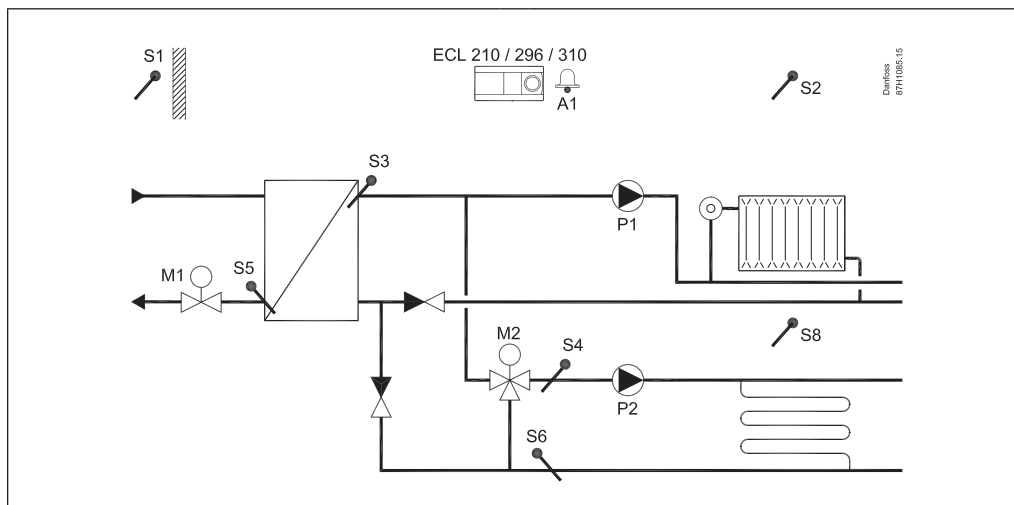 S1
ECL 210 / 296 / 310
A1
S2
Danfoss
87H1085.15
S3
P1
M1
S5
M2
S4
S8
P2
S6